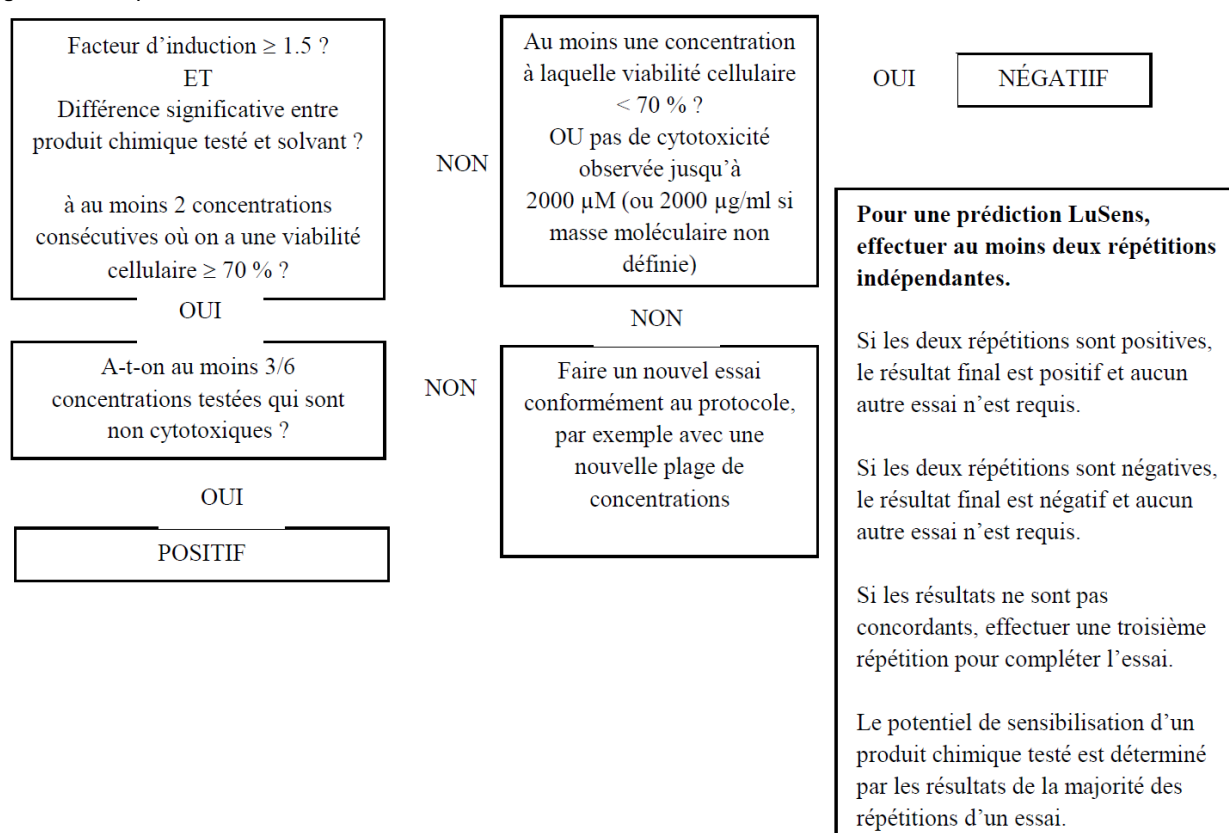 Facteur d’induction ≥ 1.5 ?
ET
Différence significative entre
produit chimique testé et solvant ?
à au moins 2 concentrations
consécutives où on a une viabilité
cellulaire ≥ 70 % ?
OUI
A-t-on au moins 3/6
concentrations testées qui sont
non cytotoxiques ?
OUI
POSITIF
NON
NON
Au moins une concentration
à laquelle viabilité cellulaire
< 70 % ?
OU pas de cytotoxicité
observée jusqu’à
2000 µM (ou 2000 µg/ml si
masse moléculaire non
définie)
NON
Faire un nouvel essai
conformément au protocole,
par exemple avec une
nouvelle plage de
concentrations
OUI
NÉGATIIF
Pour une prédiction LuSens,
effectuer au moins deux répétitions
indépendantes.
Si les deux répétitions sont positives,
le résultat final est positif et aucun
autre essai n’est requis.
Si les deux répétitions sont négatives,
le résultat final est négatif et aucun
autre essai n’est requis.
Si les résultats ne sont pas
concordants, effectuer une troisième
répétition pour compléter l’essai.
Le potentiel de sensibilisation d’un
produit chimique testé est déterminé
par les résultats de la majorité des
répétitions d’un essai.